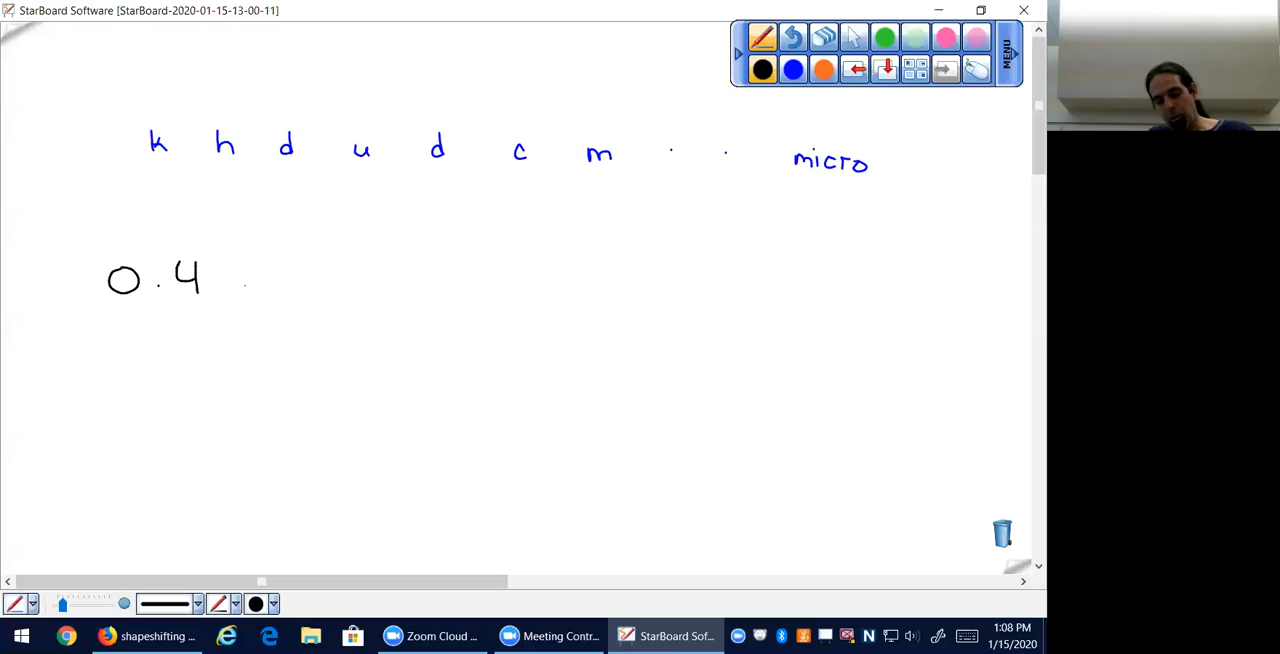 StarBoard Software [StarBoard-2020-01-15-13-00-11]
MENU
k h d u d c m . . micro
0.4
shapeshifting ...
Zoom Cloud ...
Meeting Contr...
StarBoard Sof...
N
1:08 PM
1/15/2020